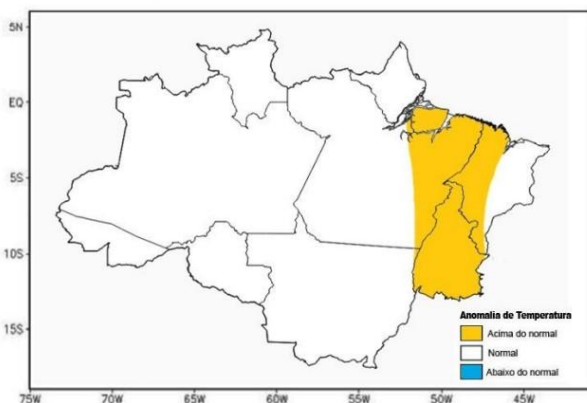 5N
EQ
5S
10S
15S
75W 70W 65W 60W 55W 50W 45W
Anomalia de Temperatura
Acima do normal
Normal
Abaixo do normal